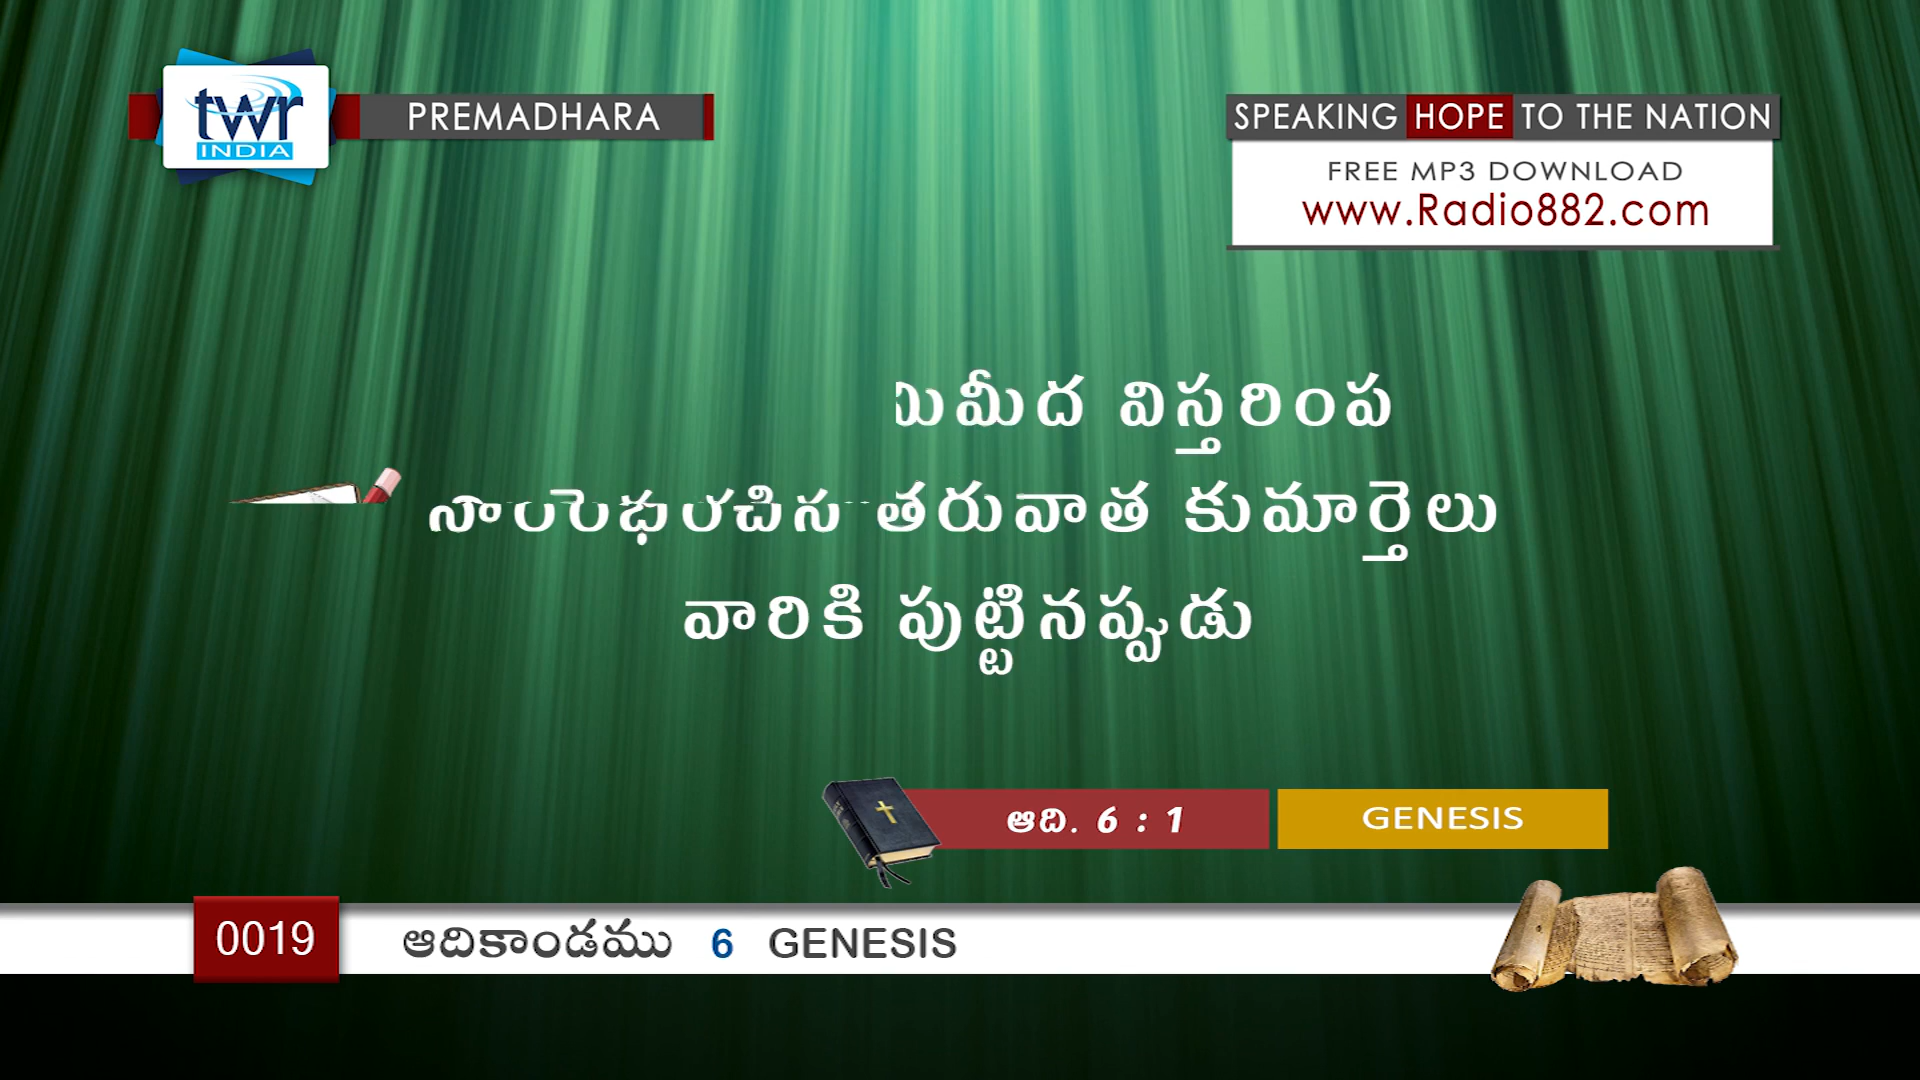 twr
INDIA
PREMADHARA
SPEAKING HOPE TO THE NATION
FREE MP3 DOWNLOAD
www.Radio882.com
విస్తరింప
తరువాత కుమార్తెలు
వారికి పుట్టినప్పుడు
ఆది. 6 : 1
GENESIS
0019
ఆదికాండము 6 GENESIS